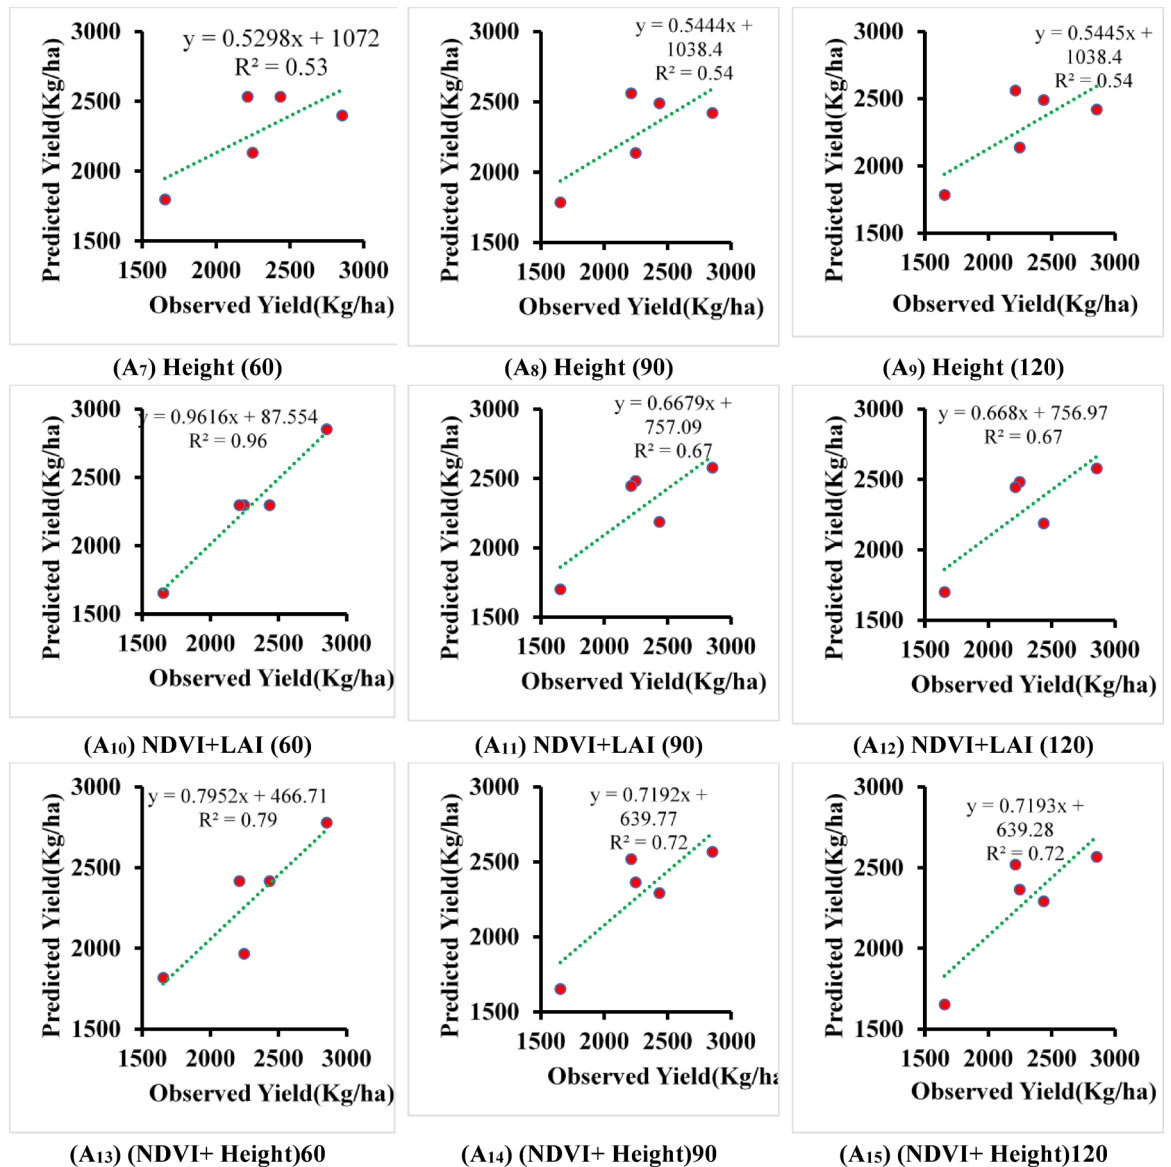 Predicted Yield(Kg/ha)
3000
2500
2000
1500
y = 0.5298x + 1072
R² = 0.53
1500 2000 2500 3000
Observed Yield(Kg/ha)
(A₇) Height (60)
Predicted Yield(Kg/ha)
3000
2500
2000
1500
y = 0.5444x +
1038.4
R² = 0.54
1500 2000 2500 3000
Observed Yield(Kg/ha)
(A₈) Height (90)
Predicted Yield(Kg/ha)
3000
2500
2000
1500
y = 0.5445x +
1038.4
R² = 0.54
1500 2000 2500 3000
Observed Yield(Kg/ha)
(A₉) Height (120)
Predicted Yield(Kg/ha)
3000
2500
2000
1500
y = 0.9616x + 87.554
R² = 0.96
1500 2000 2500 3000
Observed Yield(Kg/ha)
(A₁₀) NDVI+LAI (60)
Predicted Yield(Kg/ha)
3000
2500
2000
1500
y = 0.6679x +
757.09
R² = 0.67
1500 2000 2500 3000
Observed Yield(Kg/ha)
(A₁₁) NDVI+LAI (90)
Predicted Yield(Kg/ha)
3000
2500
2000
1500
y = 0.668x + 756.97
R² = 0.67
1500 2000 2500 3000
Observed Yield(Kg/ha)
(A₁₂) NDVI+LAI (120)
Predicted Yield(Kg/ha)
3000
2500
2000
1500
y = 0.7952x + 466.71
R² = 0.79
1500 2000 2500 3000
Observed Yield(Kg/ha)
(A₁₃) (NDVI+ Height)60
Predicted Yield(Kg/ha)
3000
2500
2000
1500
y = 0.7192x +
639.77
R² = 0.72
1500 2000 2500 3000
Observed Yield(Kg/ha
(A₁₄) (NDVI+ Height)90
Predicted Yield(Kg/ha)
3000
2500
2000
1500
y = 0.7193x +
639.28
R² = 0.72
1500 2000 2500 3000
Observed Yield(Kg/ha)
(A₁₅) (NDVI+ Height)120